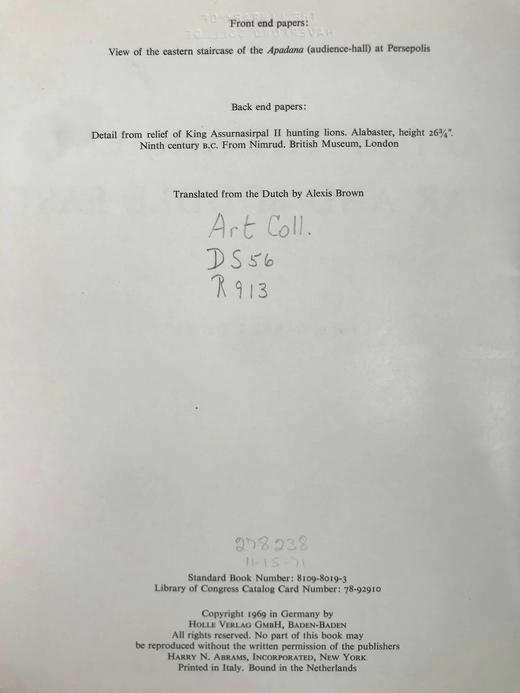 Front end papers:
View of the eastern staircase of the Apadana (audience-hall) at Persepolis
Back end papers:
Detail from relief of King Assurnasirpal II hunting lions. Alabaster, height 26¾".
Ninth century B.C. From Nimrud. British Museum, London
Translated from the Dutch by Alexis Brown
Art Coll.
DS56
R913
278238
11-15-71
Standard Book Number: 8109-8019-3
Library of Congress Catalog Card Number: 78-92910
Copyright 1969 in Germany by
HOLLE VERLAG GMBH, BADEN-BADEN
All rights reserved. No part of this book may
be reproduced without the written permission of the publishers
HARRY N. ABRAMS, INCORPORATED, NEW YORK
Printed in Italy. Bound in the Netherlands